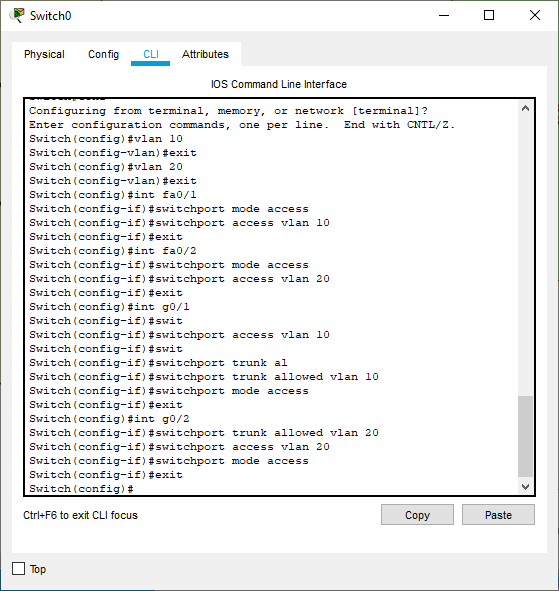 Switch0
Physical Config CLI Attributes
IOS Command Line Interface
Configuring from terminal, memory, or network [terminal]?
Enter configuration commands, one per line.  End with CNTL/Z.
Switch(config)#vlan 10
Switch(config-vlan)#exit
Switch(config)#vlan 20
Switch(config-vlan)#exit
Switch(config)#int fa0/1
Switch(config-if)#switchport mode access
Switch(config-if)#switchport access vlan 10
Switch(config-if)#exit
Switch(config)#int fa0/2
Switch(config-if)#switchport mode access
Switch(config-if)#switchport access vlan 20
Switch(config-if)#exit
Switch(config)#int g0/1
Switch(config-if)#swit
Switch(config-if)#switchport access vlan 10
Switch(config-if)#swit
Switch(config-if)#switchport trunk al
Switch(config-if)#switchport trunk allowed vlan 10
Switch(config-if)#switchport mode access
Switch(config-if)#exit
Switch(config)#int g0/2
Switch(config-if)#switchport trunk allowed vlan 20
Switch(config-if)#switchport access vlan 20
Switch(config-if)#switchport mode access
Switch(config-if)#exit
Switch(config)#
Ctrl+F6 to exit CLI focus
Copy Paste
Top